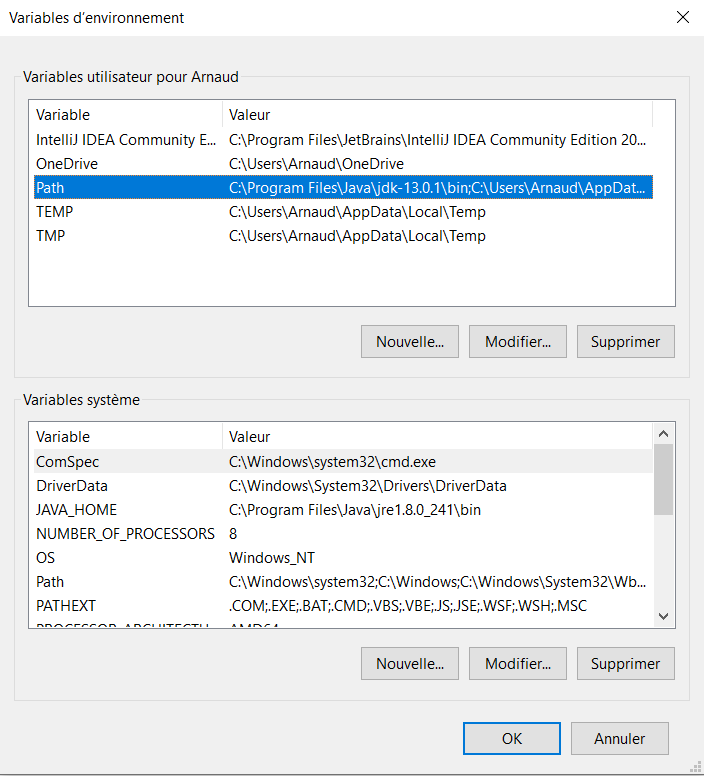 Variables d'environnement
Variables utilisateur pour Arnaud
Variable Valeur
IntelliJ IDEA Community E... C:\Program Files\JetBrains\IntelliJ IDEA Community Edition 20...
OneDrive C:\Users\Arnaud\OneDrive
Path C:\Program Files\Java\jdk-13.0.1\bin;C:\Users\Arnaud\AppDat...
TEMP C:\Users\Arnaud\AppData\Local\Temp
TMP C:\Users\Arnaud\AppData\Local\Temp
Nouvelle... Modifier... Supprimer
Variables système
Variable Valeur
ComSpec C:\Windows\system32\cmd.exe
DriverData C:\Windows\System32\Drivers\DriverData
JAVA_HOME C:\Program Files\Java\jre1.8.0_241\bin
NUMBER_OF_PROCESSORS 8
OS Windows_NT
Path C:\Windows\system32;C:\Windows;C:\Windows\System32\Wb...
PATHEXT .COM;.EXE;.BAT;.CMD;.VBS;.VBE;.JS;.JSE;.WSF;.WSH;.MSC
Nouvelle... Modifier... Supprimer
OK Annuler